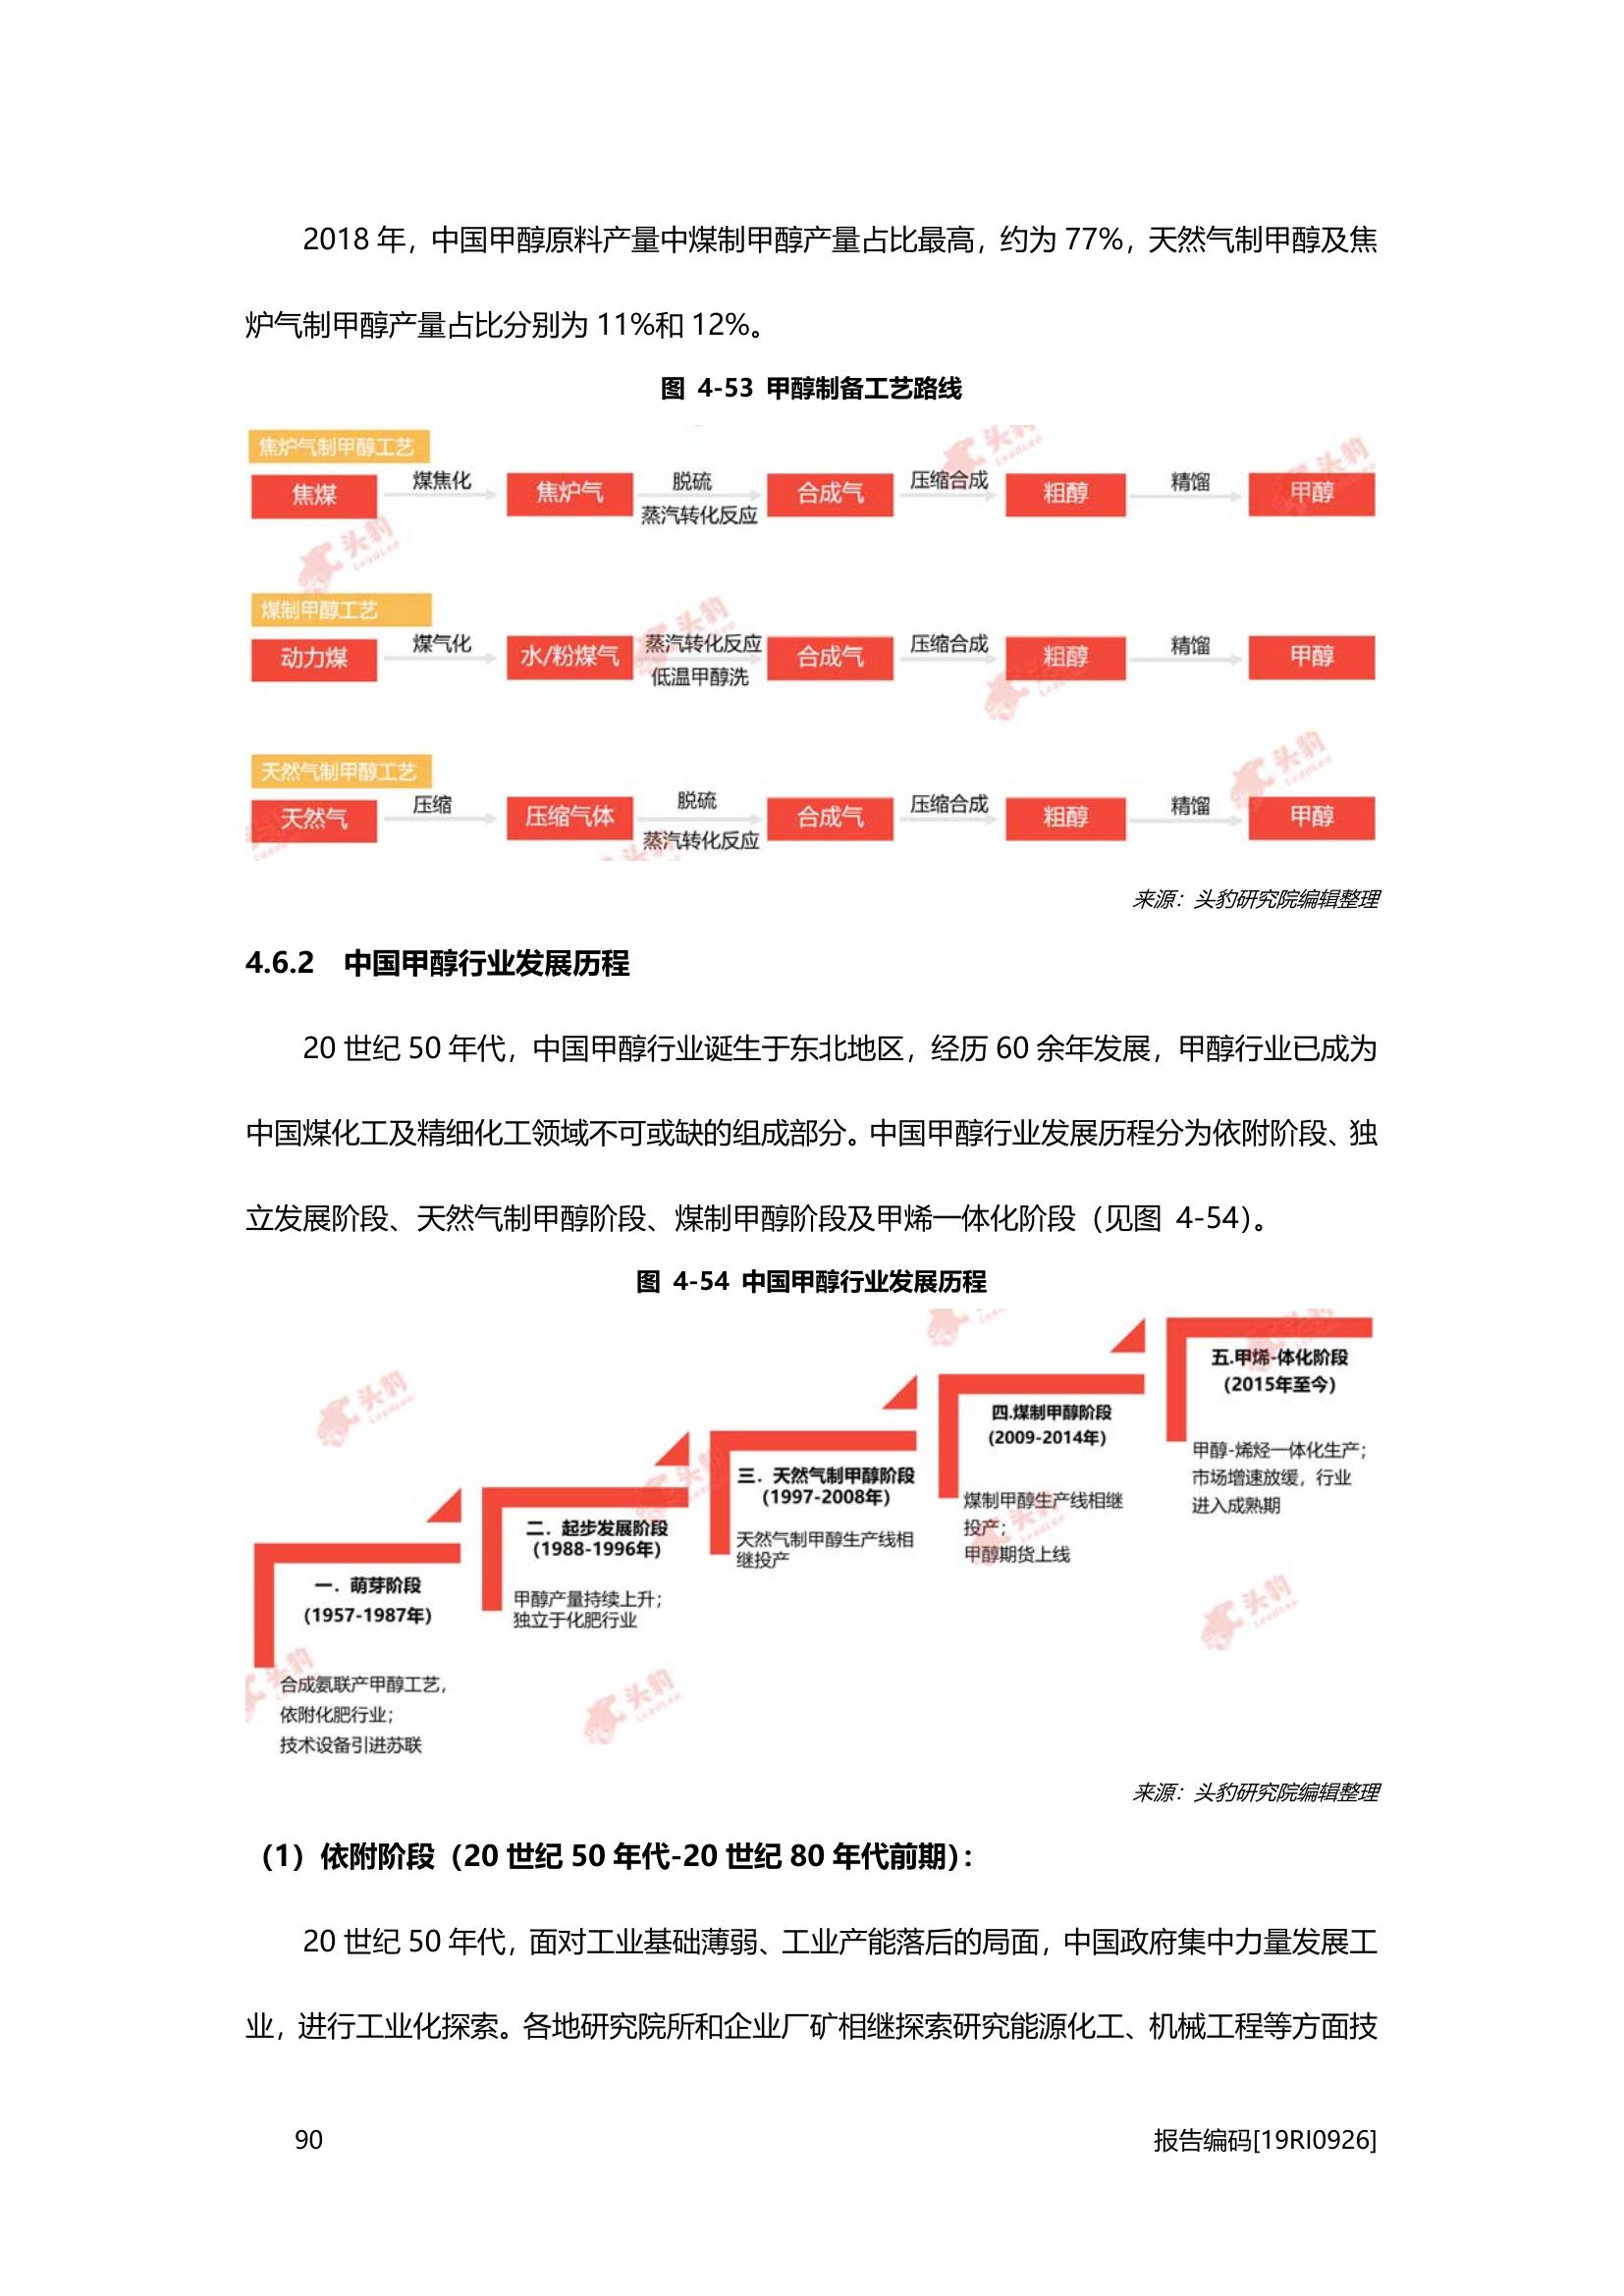 2018 年，中国甲醇原料产量中煤制甲醇产量占比最高，约为 77%，天然气制甲醇及焦
炉气制甲醇产量占比分别为 11%和 12%。
图 4-53 甲醇制备工艺路线
焦炉气制甲醇工艺
焦煤 煤焦化 焦炉气 脱硫 蒸汽转化反应 合成气 压缩合成 粗醇 精馏 甲醇
煤制甲醇工艺
动力煤 煤气化 水/粉煤气 蒸汽转化反应 低温甲醇洗 合成气 压缩合成 粗醇 精馏 甲醇
天然气制甲醇工艺
天然气 压缩 压缩气体 脱硫 蒸汽转化反应 合成气 压缩合成 粗醇 精馏 甲醇
来源：头豹研究院编辑整理
4.6.2 中国甲醇行业发展历程
20 世纪 50 年代，中国甲醇行业诞生于东北地区，经历 60 余年发展，甲醇行业已成为
中国煤化工及精细化工领域不可或缺的组成部分。中国甲醇行业发展历程分为依附阶段、独
立发展阶段、天然气制甲醇阶段、煤制甲醇阶段及甲烯一体化阶段（见图 4-54）。
图 4-54 中国甲醇行业发展历程
一．萌芽阶段
(1957-1987年)
合成氨联产甲醇工艺，
依附化肥行业；
技术设备引进苏联
二．起步发展阶段
(1988-1996年)
甲醇产量持续上升；
独立于化肥行业
三．天然气制甲醇阶段
(1997-2008年)
天然气制甲醇生产线相
继投产
四.煤制甲醇阶段
(2009-2014年)
煤制甲醇生产线相继
投产；
甲醇期货上线
五.甲烯-体化阶段
(2015年至今)
甲醇-烯烃一体化生产；
市场增速放缓，行业
进入成熟期
来源：头豹研究院编辑整理
（1）依附阶段（20 世纪 50 年代-20 世纪 80 年代前期）：
20 世纪 50 年代，面对工业基础薄弱、工业产能落后的局面，中国政府集中力量发展工
业，进行工业化探索。各地研究院所和企业厂矿相继探索研究能源化工、机械工程等方面技
90
报告编码[19RI0926]